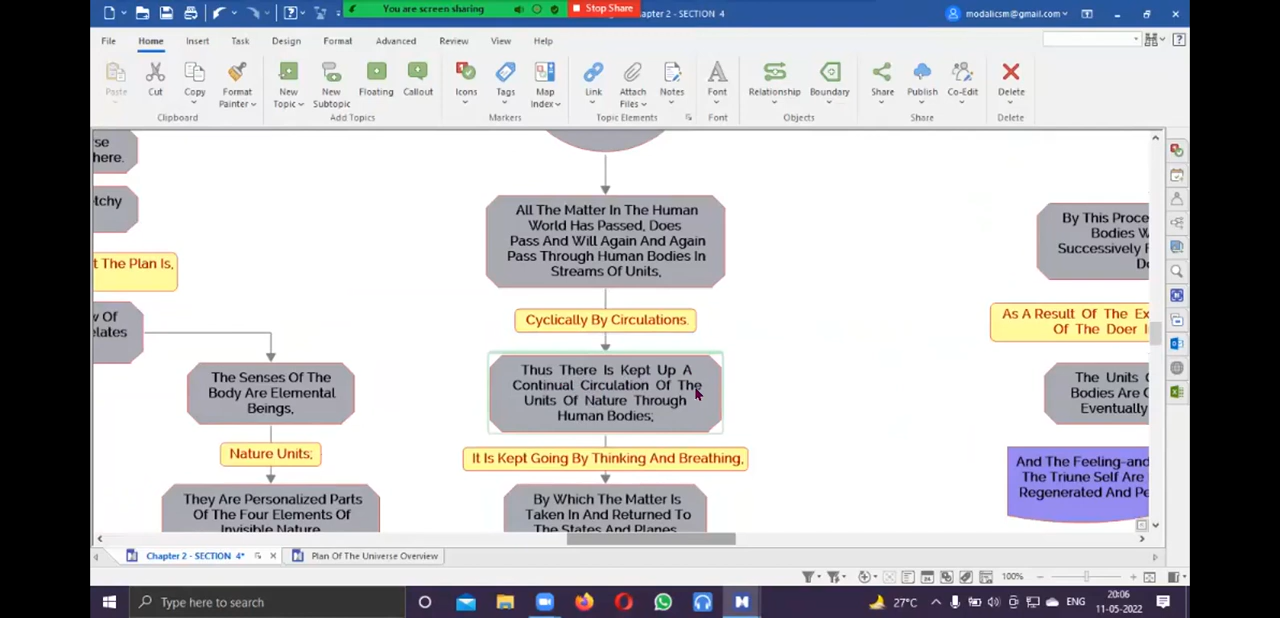 You are screen sharing
Stop Share
Chapter 2 - SECTION 4
modalicsm@gmail.com
File Home Insert Task Design Format Advanced Review View Help
Paste Cut Copy Format Painter
New Topic New Subtopic Floating Callout
Icons Tags Map Index
Link Attach Files Notes
Font
Relationship Boundary
Share Publish Co-Edit
Delete
Clipboard Add Topics Markers Topic Elements Font Objects Share Delete
rse
here.
etchy
t The Plan Is,
w Of
elates
The Senses Of The
Body Are Elemental
Beings,
Nature Units;
They Are Personalized Parts
Of The Four Elements Of
Invisible Nature
All The Matter In The Human
World Has Passed, Does
Pass And Will Again And Again
Pass Through Human Bodies In
Streams Of Units,
Cyclically By Circulations.
Thus There Is Kept Up A
Continual Circulation Of The
Units Of Nature Through
Human Bodies;
It Is Kept Going By Thinking And Breathing,
By Which The Matter Is
Taken In And Returned To
The States And Planes
By This Proce
Bodies W
Successively F
De
As A Result Of The Ex
Of The Doer I
The Units O
Bodies Are C
Eventually
And The Feeling-and
The Triune Self Are
Regenerated And Pe
Chapter 2 - SECTION 4*
Plan Of The Universe Overview
100%
Type here to search
27°C
ENG
20:06
11-05-2022